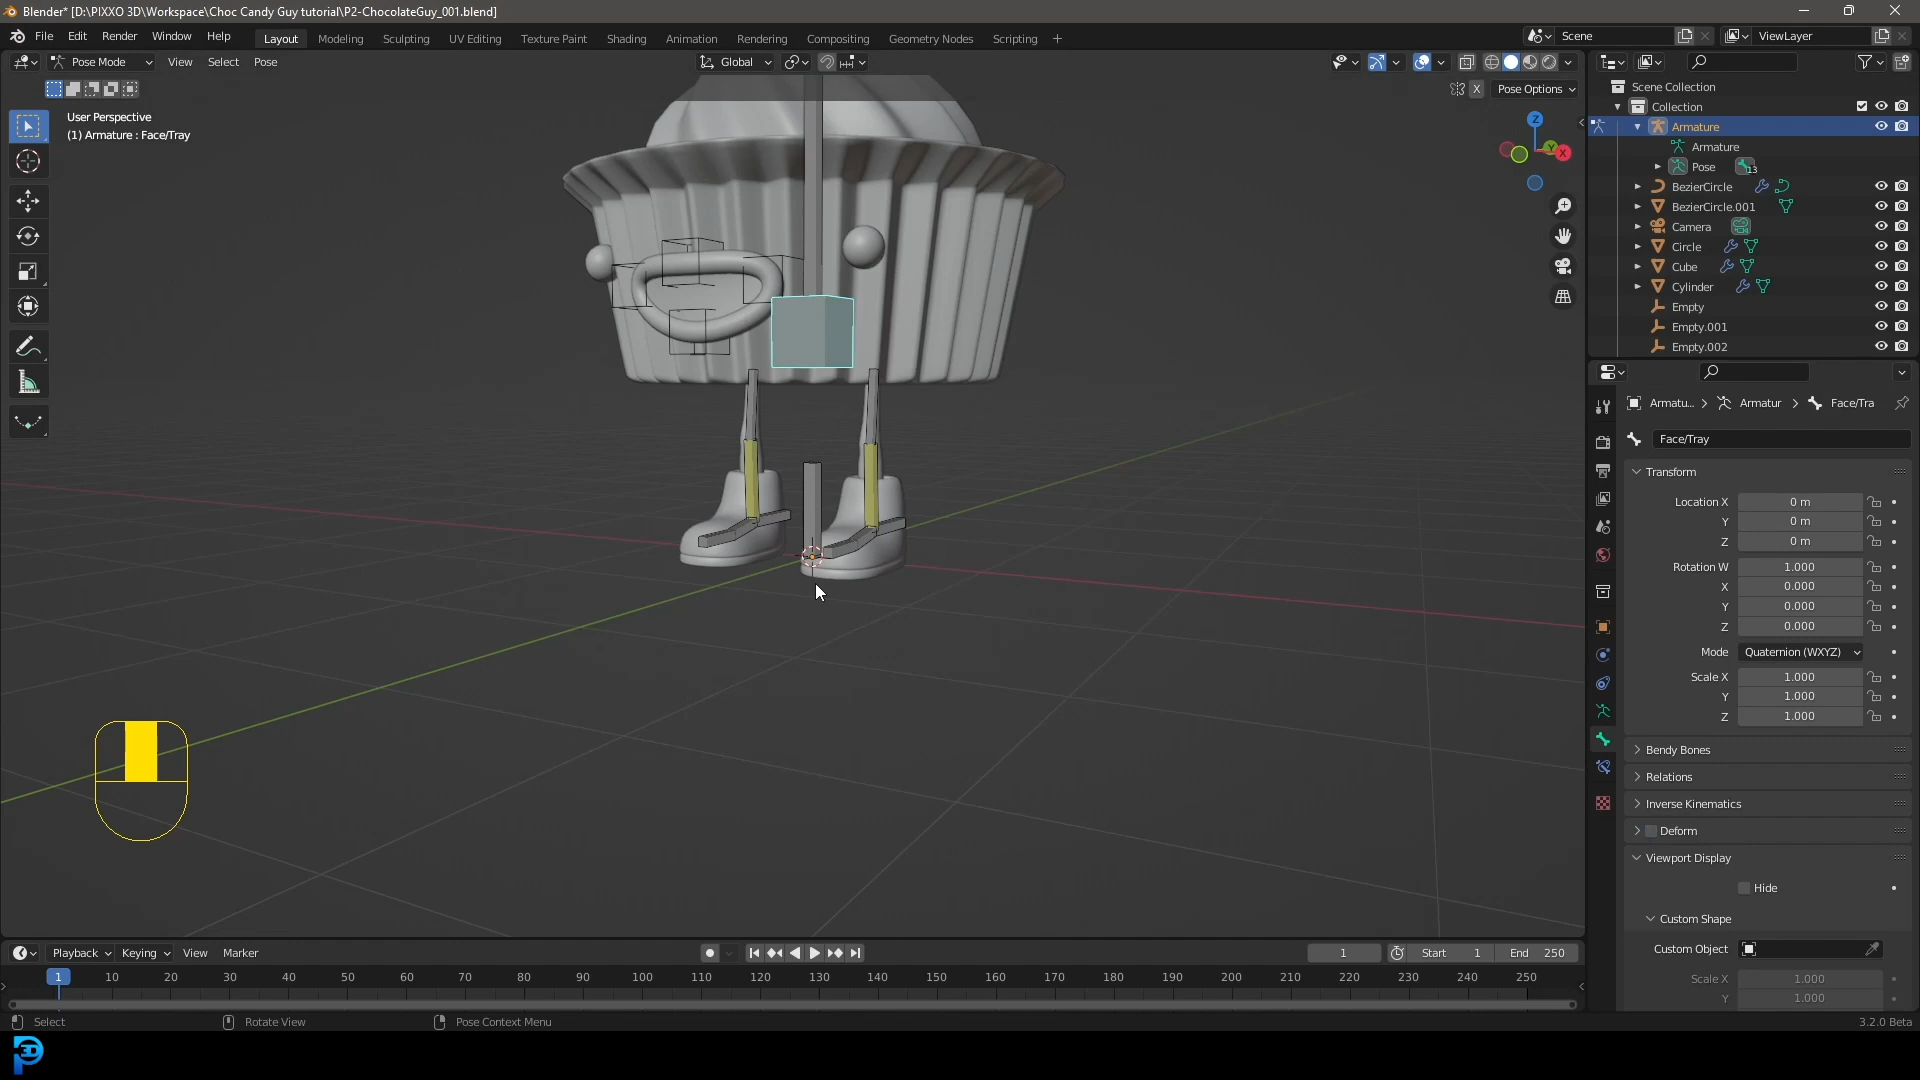 Blender* [D:\PIXXO 3D\Workspace\Choc Candy Guy tutorial\P2-ChocolateGuy_001.blend]
File Edit Render Window Help Layout Modeling Sculpting UV Editing Texture Paint Shading Animation Rendering Compositing Geometry Nodes Scripting + Scene ViewLayer
Pose Mode View Select Pose Global
X Pose Options
User Perspective
(1) Armature : Face/Tray
Z
Y
X
Scene Collection
Collection
Armature
Armature
Pose 13
BezierCircle
BezierCircle.001
Camera
Circle
Cube
Cylinder
Empty
Empty.001
Empty.002
Armatu... Armatur Face/Tra
Face/Tray
Transform
Location X 0 m
Y 0 m
Z 0 m
Rotation W 1.000
X 0.000
Y 0.000
Z 0.000
Mode Quaternion (WXYZ)
Scale X 1.000
Y 1.000
Z 1.000
Bendy Bones
Relations
Inverse Kinematics
Deform
Viewport Display
Hide
Custom Shape
Custom Object
Scale X 1.000
Y 1.000
Playback Keying View Marker 1 Start 1 End 250
1 10 20 30 40 50 60 70 80 90 100 110 120 130 140 150 160 170 180 190 200 210 220 230 240 250
Select Rotate View Pose Context Menu 3.2.0 Beta